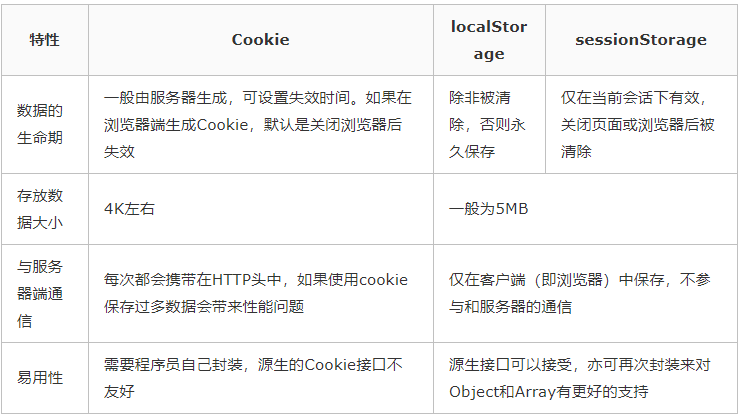 特性
Cookie
localStor
age
sessionStorage
数据的
生命期
一般由服务器生成，可设置失效时间。如果在
浏览器端生成Cookie，默认是关闭浏览器后
失效
除非被清
除，否则永
久保存
仅在当前会话下有效，
关闭页面或浏览器后被
清除
存放数
据大小
4K左右
一般为5MB
与服务
器端通
信
每次都会携带在HTTP头中，如果使用cookie
保存过多数据会带来性能问题
仅在客户端（即浏览器）中保存，不参
与和服务器的通信
易用性
需要程序员自己封装，源生的Cookie接口不
友好
源生接口可以接受，亦可再次封装来对
Object和Array有更好的支持